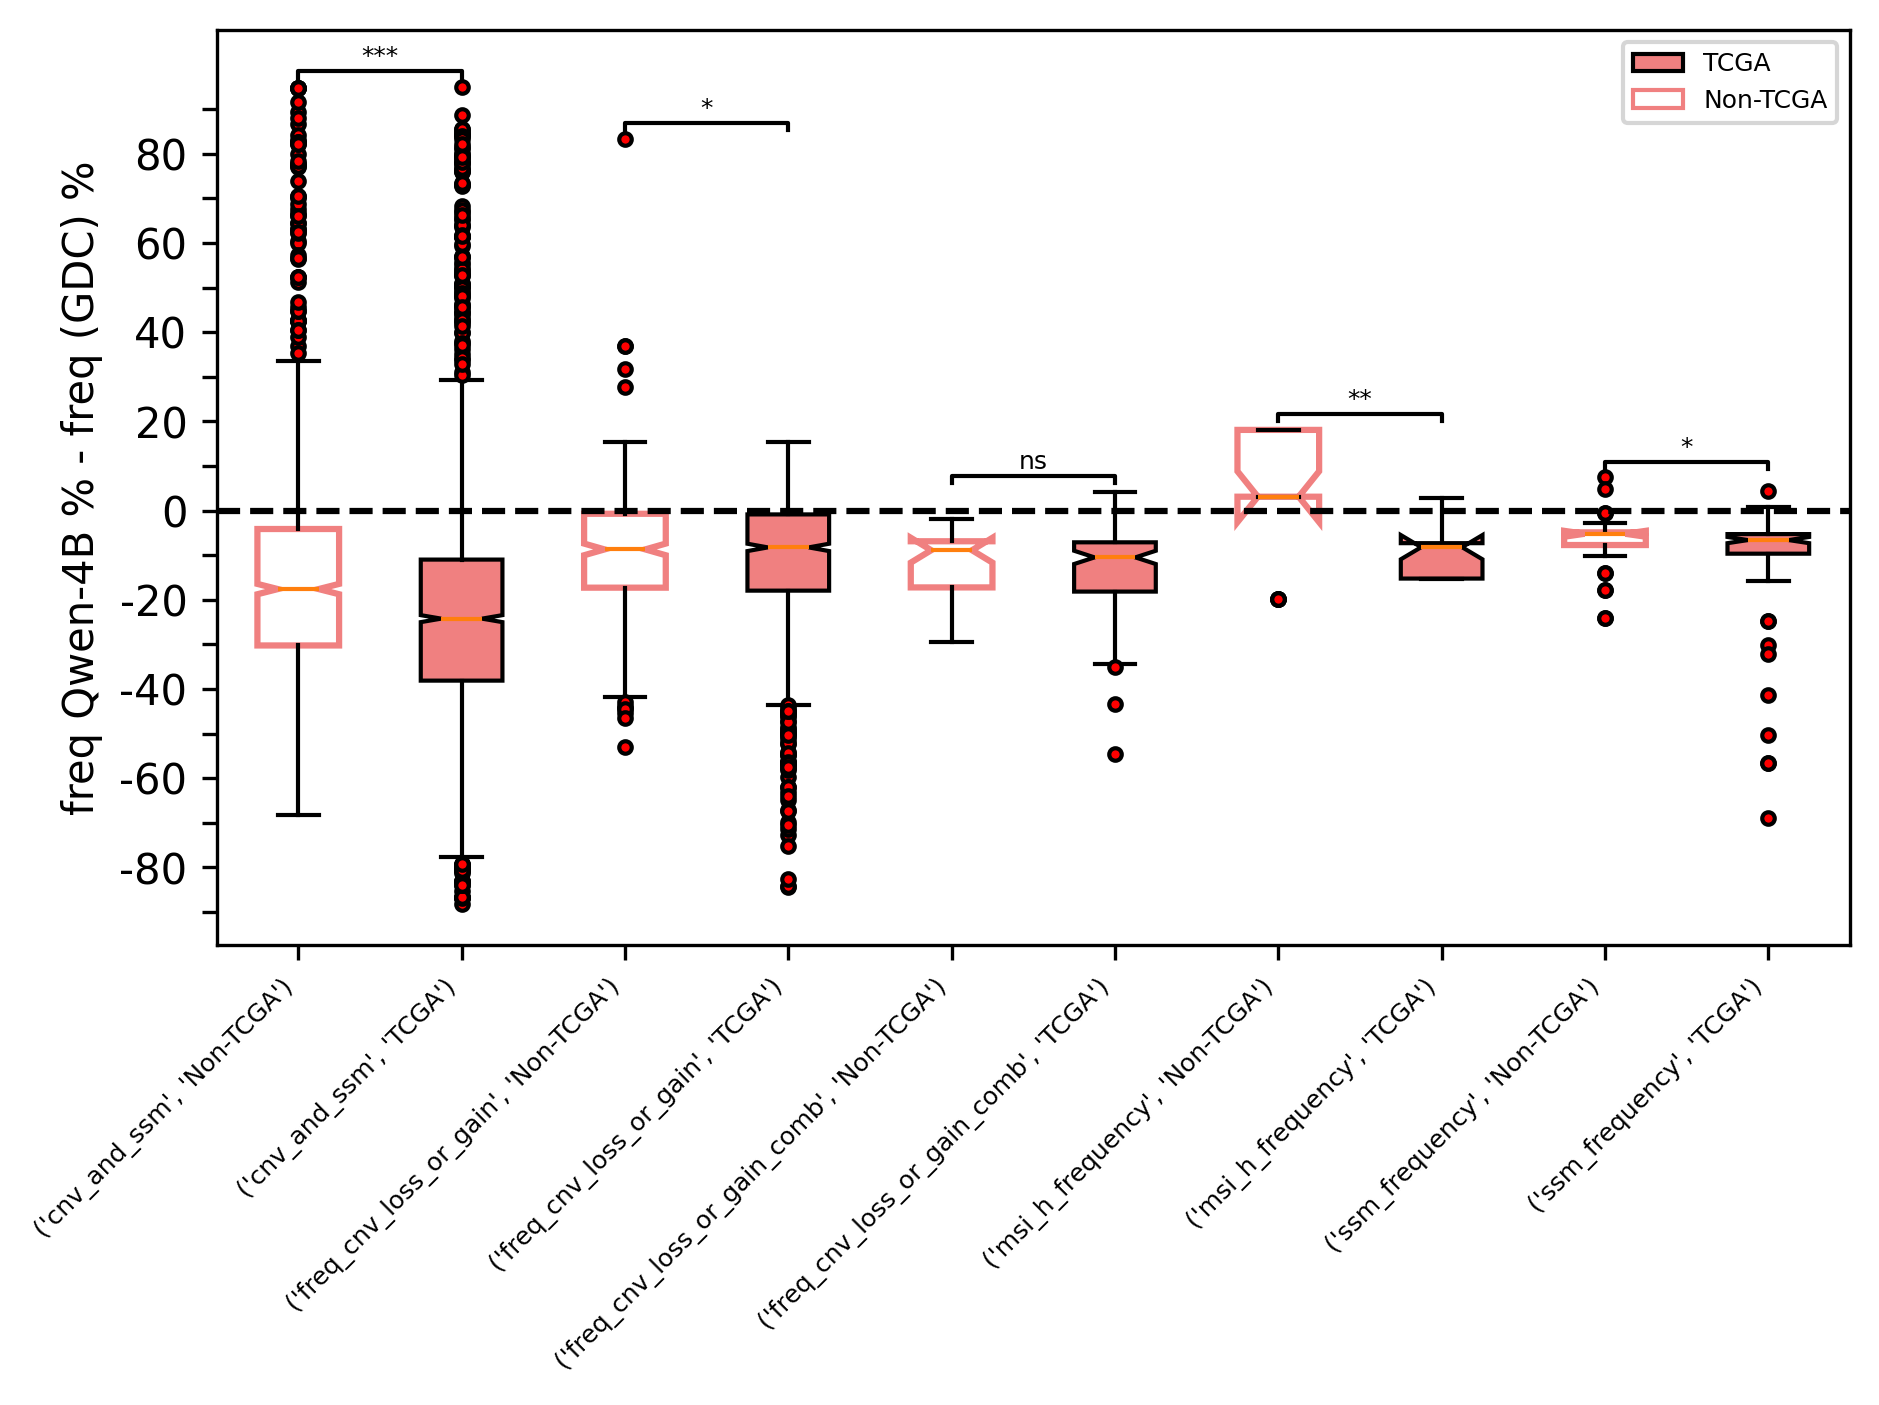 ***
*
ns
**
*
TCGA
Non-TCGA
freq Qwen-4B % - freq (GDC) %
80
60
40
20
0
-20
-40
-60
-80
('cnv_and_ssm', 'Non-TCGA')
('cnv_and_ssm', 'TCGA')
('freq_cnv_loss_or_gain', 'Non-TCGA')
('freq_cnv_loss_or_gain', 'TCGA')
('freq_cnv_loss_or_gain_comb', 'Non-TCGA')
('freq_cnv_loss_or_gain_comb', 'TCGA')
('msi_h_frequency', 'Non-TCGA')
('msi_h_frequency', 'TCGA')
('ssm_frequency', 'Non-TCGA')
('ssm_frequency', 'TCGA')